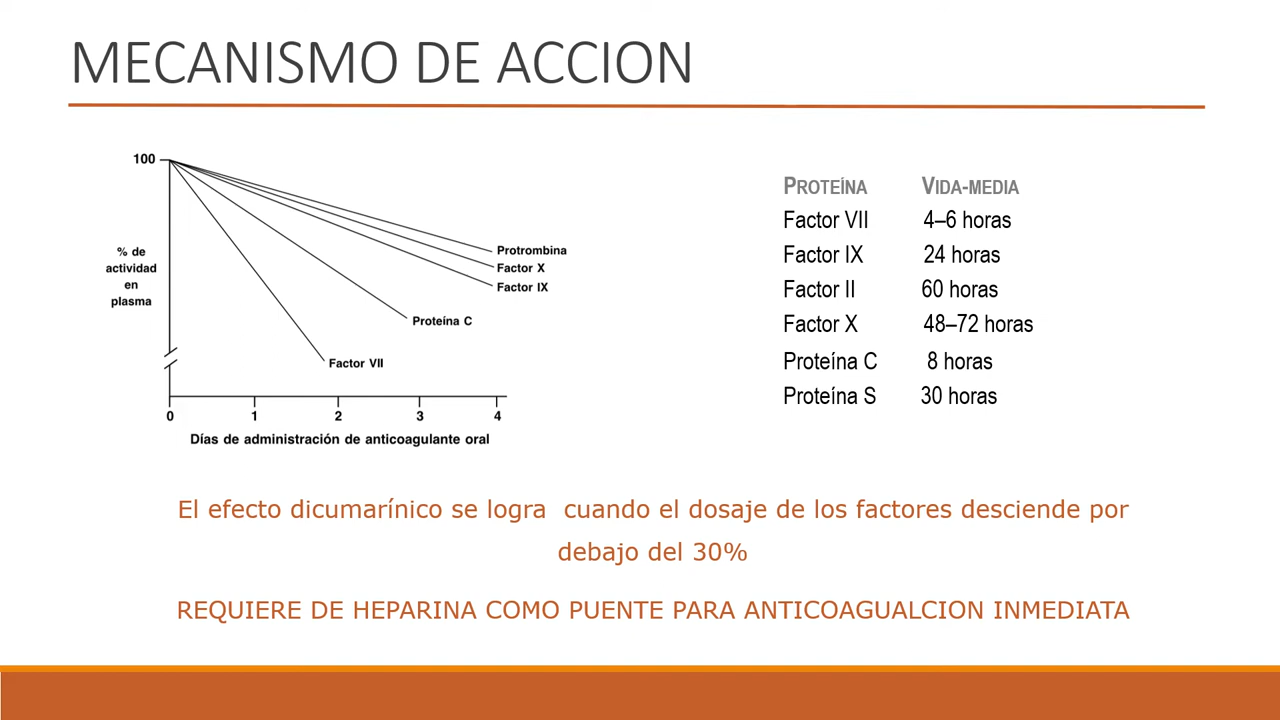 MECANISMO DE ACCION
100
% de
actividad
en
plasma
Protrombina
Factor X
Factor IX
Proteína C
Factor VII
0 1 2 3 4
Días de administración de anticoagulante oral
PROTEÍNA VIDA-MEDIA
Factor VII 4–6 horas
Factor IX 24 horas
Factor II 60 horas
Factor X 48–72 horas
Proteína C 8 horas
Proteína S 30 horas
El efecto dicumarínico se logra cuando el dosaje de los factores desciende por
debajo del 30%
REQUIERE DE HEPARINA COMO PUENTE PARA ANTICOAGUALCION INMEDIATA